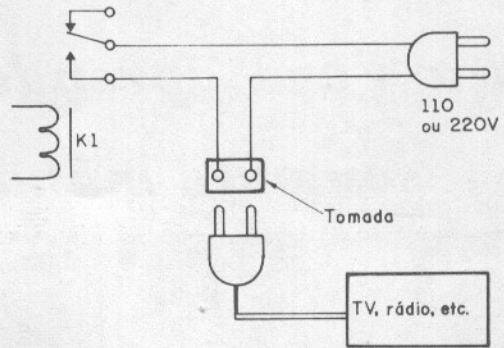 110
ou 220V
K1
Tomada
TV, rádio, etc.